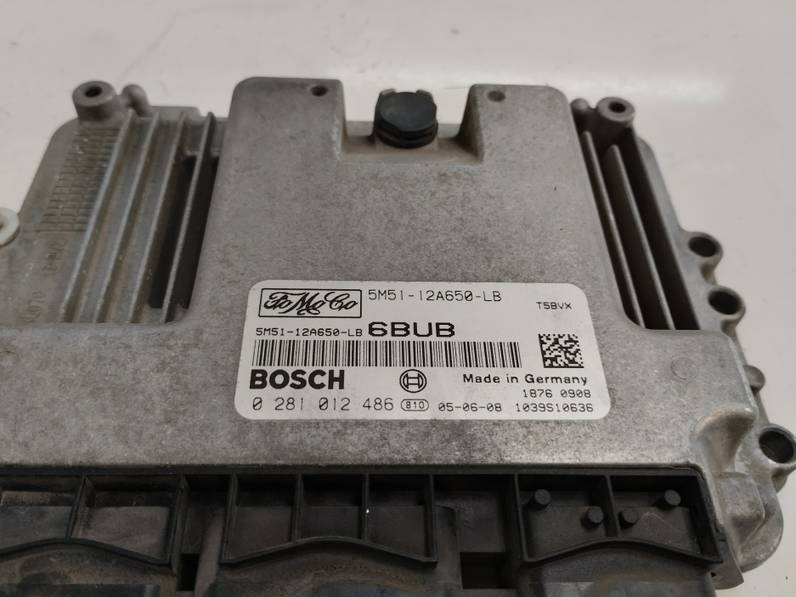 FoMoCo 5M51-12A650-LB
T5BVX
5M51-12A650-LB 6BUB
BOSCH Made in Germany
1876 0908
0 281 012 486 810 05-06-08 1039S10636